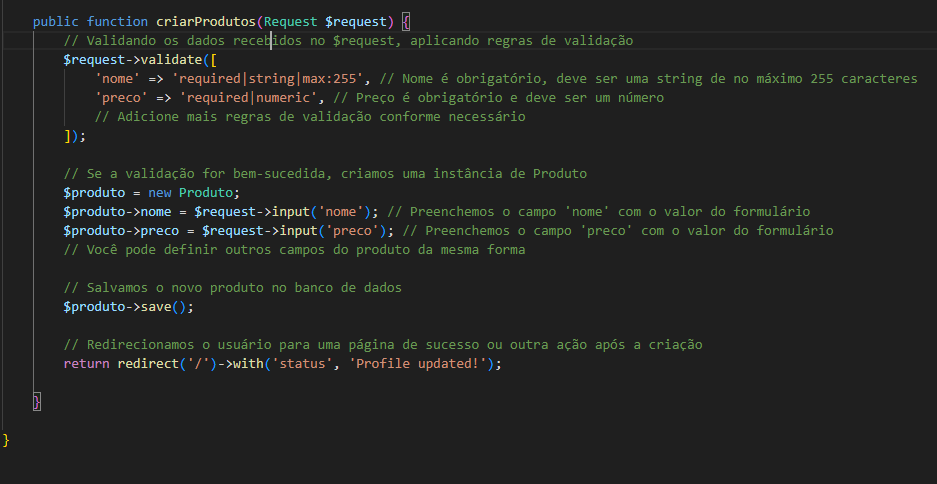 public function criarProdutos(Request $request) {
// Validando os dados recebidos no $request, aplicando regras de validação
$request->validate([
'nome' => 'required|string|max:255', // Nome é obrigatório, deve ser uma string de no máximo 255 caracteres
'preco' => 'required|numeric', // Preço é obrigatório e deve ser um número
// Adicione mais regras de validação conforme necessário
]);
// Se a validação for bem-sucedida, criamos uma instância de Produto
$produto = new Produto;
$produto->nome = $request->input('nome'); // Preenchemos o campo 'nome' com o valor do formulário
$produto->preco = $request->input('preco'); // Preenchemos o campo 'preco' com o valor do formulário
// Você pode definir outros campos do produto da mesma forma
// Salvamos o novo produto no banco de dados
$produto->save();
// Redirecionamos o usuário para uma página de sucesso ou outra ação após a criação
return redirect('/')->with('status', 'Profile updated!');
}
}